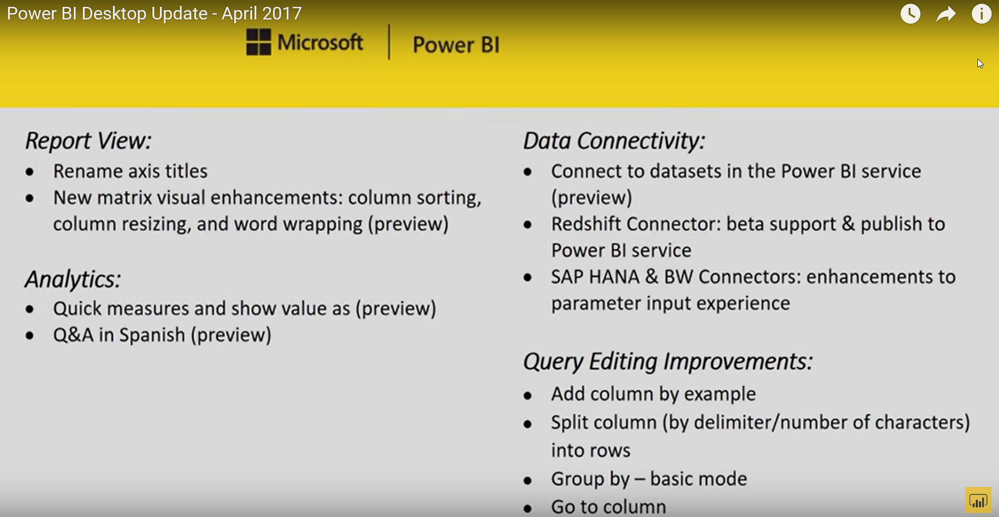 Power BI Desktop Update - April 2017
Microsoft | Power BI
Report View:
• Rename axis titles
• New matrix visual enhancements: column sorting,
column resizing, and word wrapping (preview)
Analytics:
• Quick measures and show value as (preview)
• Q&A in Spanish (preview)
Data Connectivity:
• Connect to datasets in the Power BI service
(preview)
• Redshift Connector: beta support & publish to
Power BI service
• SAP HANA & BW Connectors: enhancements to
parameter input experience
Query Editing Improvements:
• Add column by example
• Split column (by delimiter/number of characters)
into rows
• Group by – basic mode
• Go to column